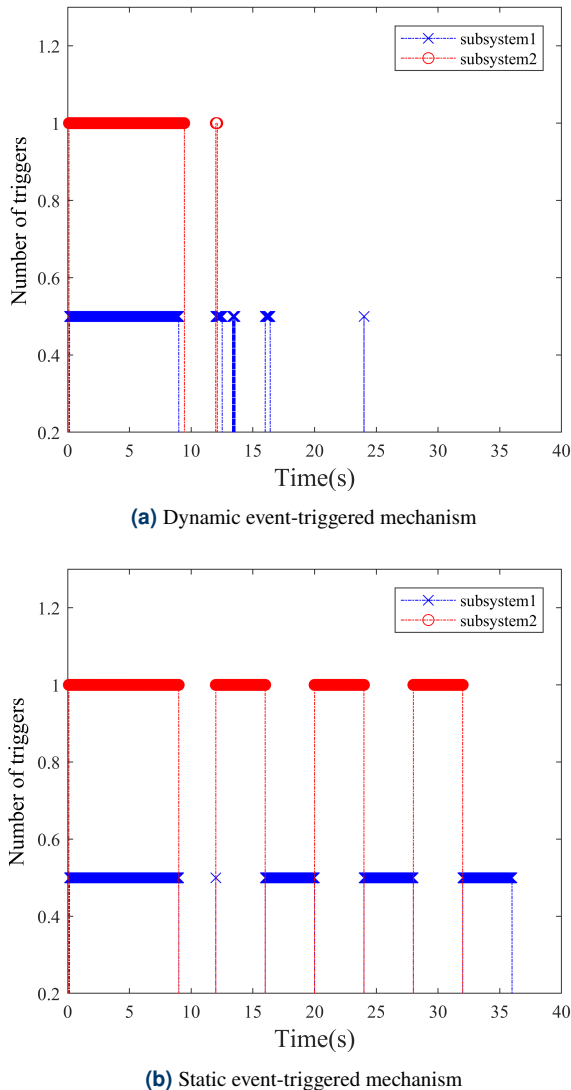 1.2
1
0.8
0.6
0.4
0.2
Number of triggers
subsystem1
subsystem2
0 5 10 15 20 25 30 35 40
Time(s)
(a) Dynamic event-triggered mechanism
1.2
1
0.8
0.6
0.4
0.2
Number of triggers
subsystem1
subsystem2
0 5 10 15 20 25 30 35 40
Time(s)
(b) Static event-triggered mechanism